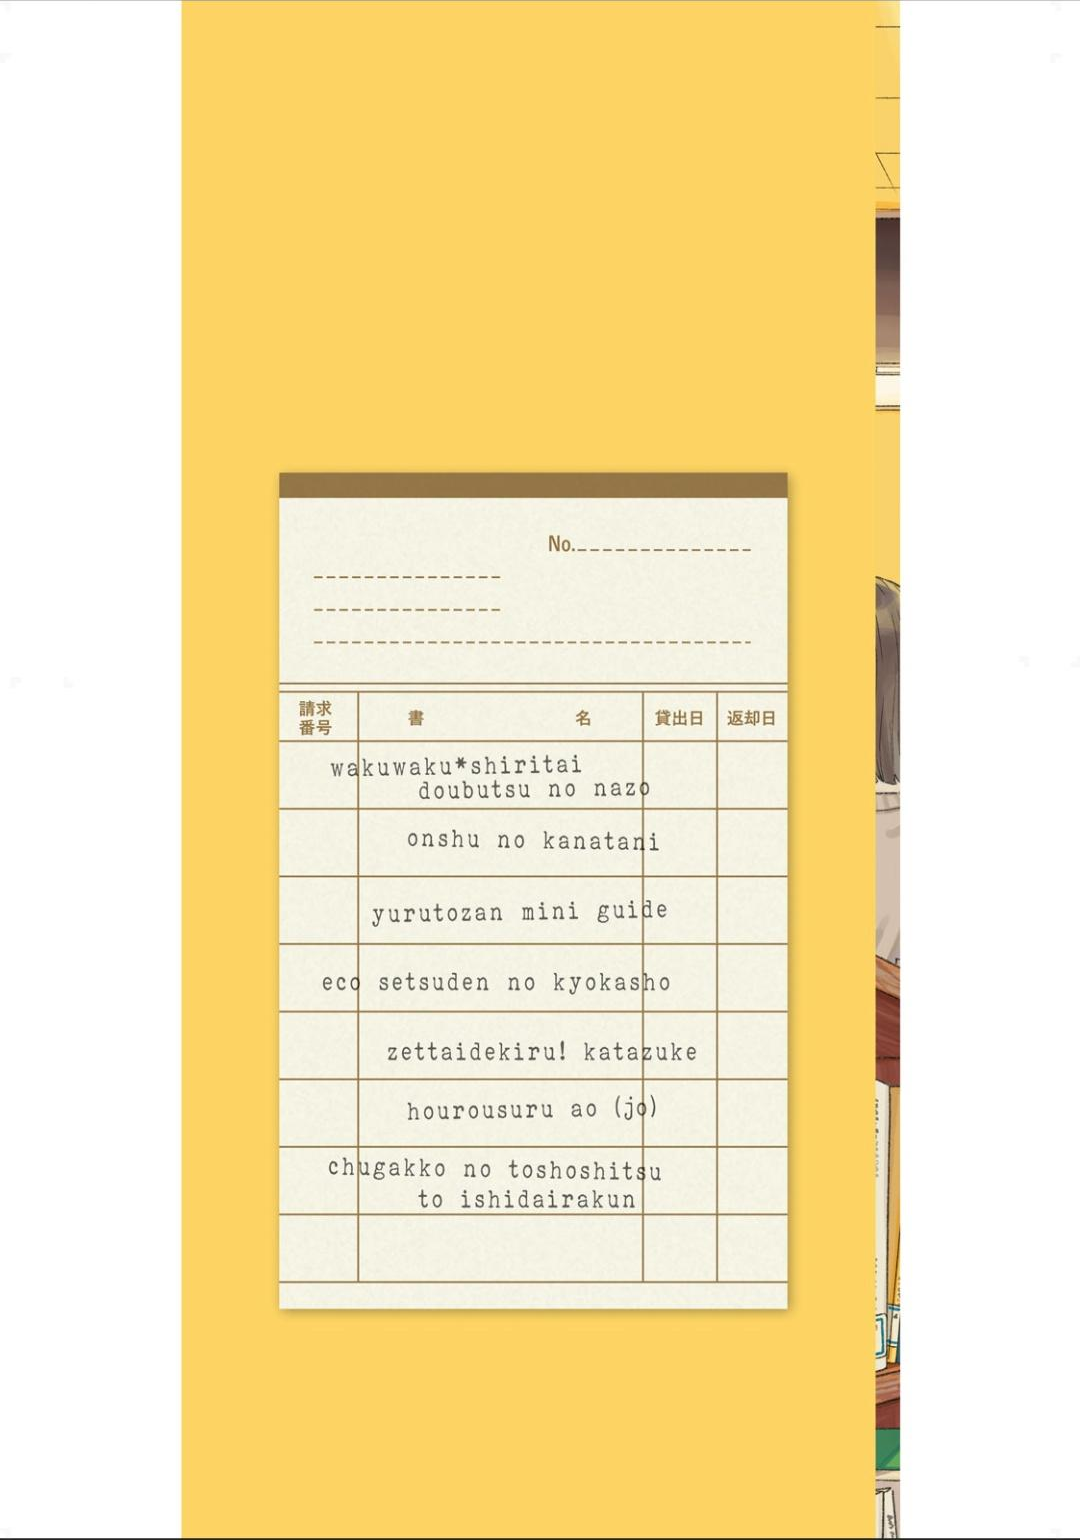 No.
請求
番号
書 名
貸出日
返却日
wakuwaku*shiritai
doubutsu no nazo
onshu no kanatani
yurutozan mini guide
eco setsuden no kyokasho
zettaidekiru! katazuke
hourousuru ao (jo)
chugakko no toshoshitsu
to ishidairakun